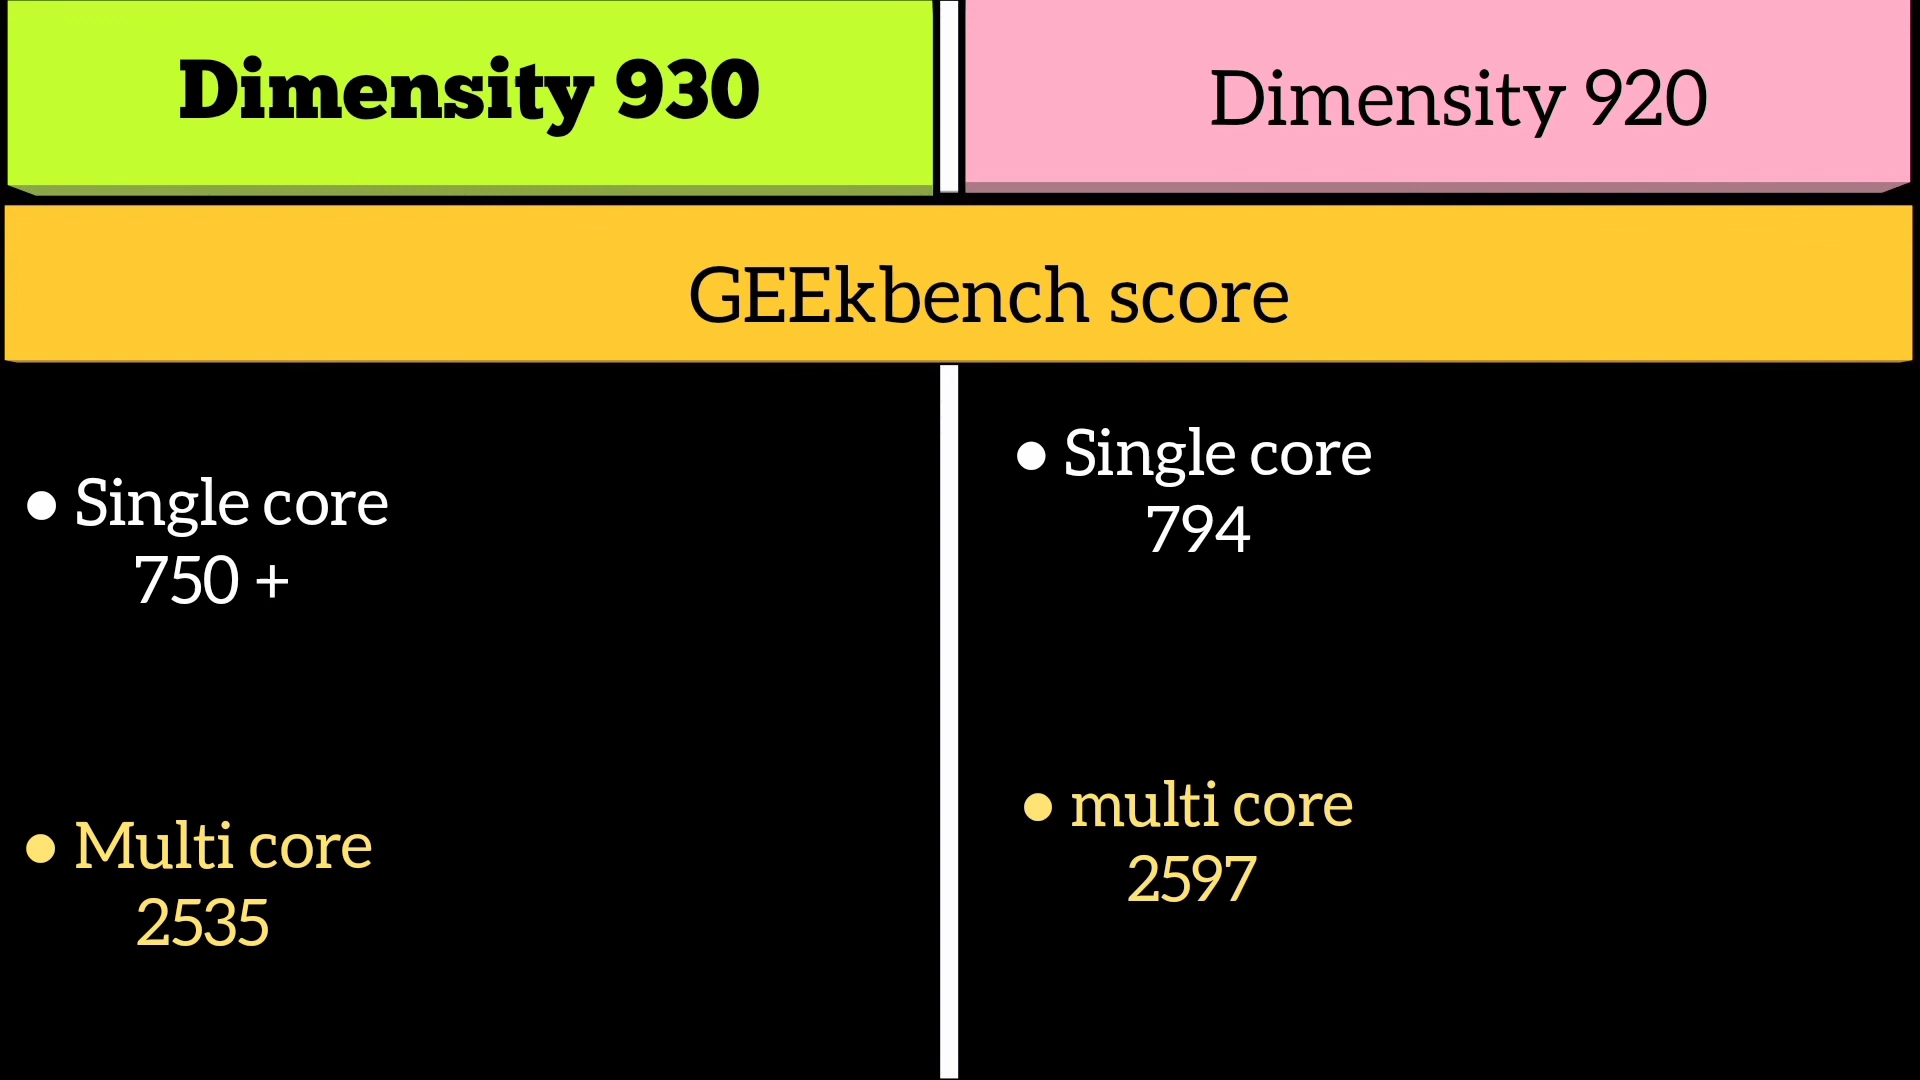 Dimensity 930
Dimensity 920
GEEkbench score
• Single core
750 +
• Multi core
2535
• Single core
794
• multi core
2597